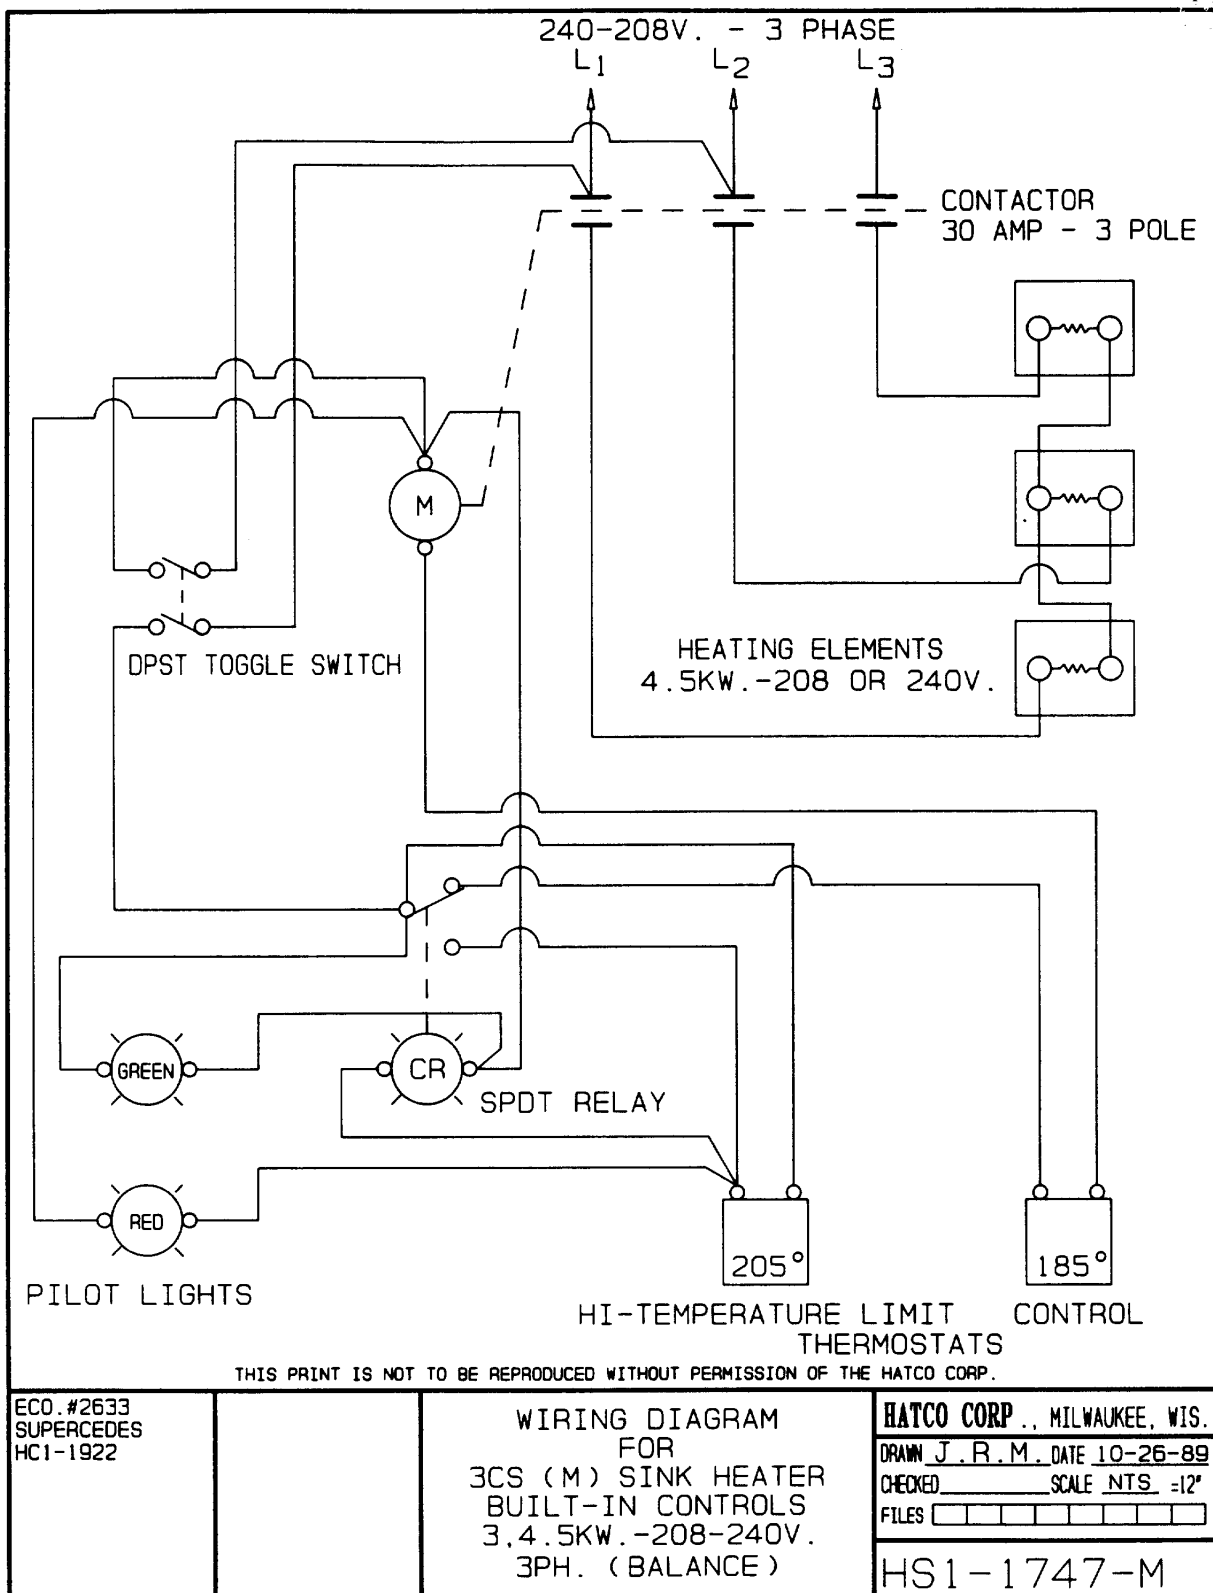 240-208V. - 3 PHASE
L1 L2 L3
CONTACTOR
30 AMP - 3 POLE
M
DPST TOGGLE SWITCH
HEATING ELEMENTS
4.5KW.-208 OR 240V.
GREEN
CR
SPDT RELAY
RED
205°
185°
PILOT LIGHTS
HI-TEMPERATURE LIMIT CONTROL
THERMOSTATS
THIS PRINT IS NOT TO BE REPRODUCED WITHOUT PERMISSION OF THE HATCO CORP.
ECO.#2633
SUPERCEDES
HC1-1922
WIRING DIAGRAM
FOR
3CS (M) SINK HEATER
BUILT-IN CONTROLS
3,4.5KW.-208-240V.
3PH. (BALANCE)
HATCO CORP., MILWAUKEE, WIS.
DRAWN J.R.M. DATE 10-26-89
CHECKED SCALE NTS =12"
FILES
HS1-1747-M